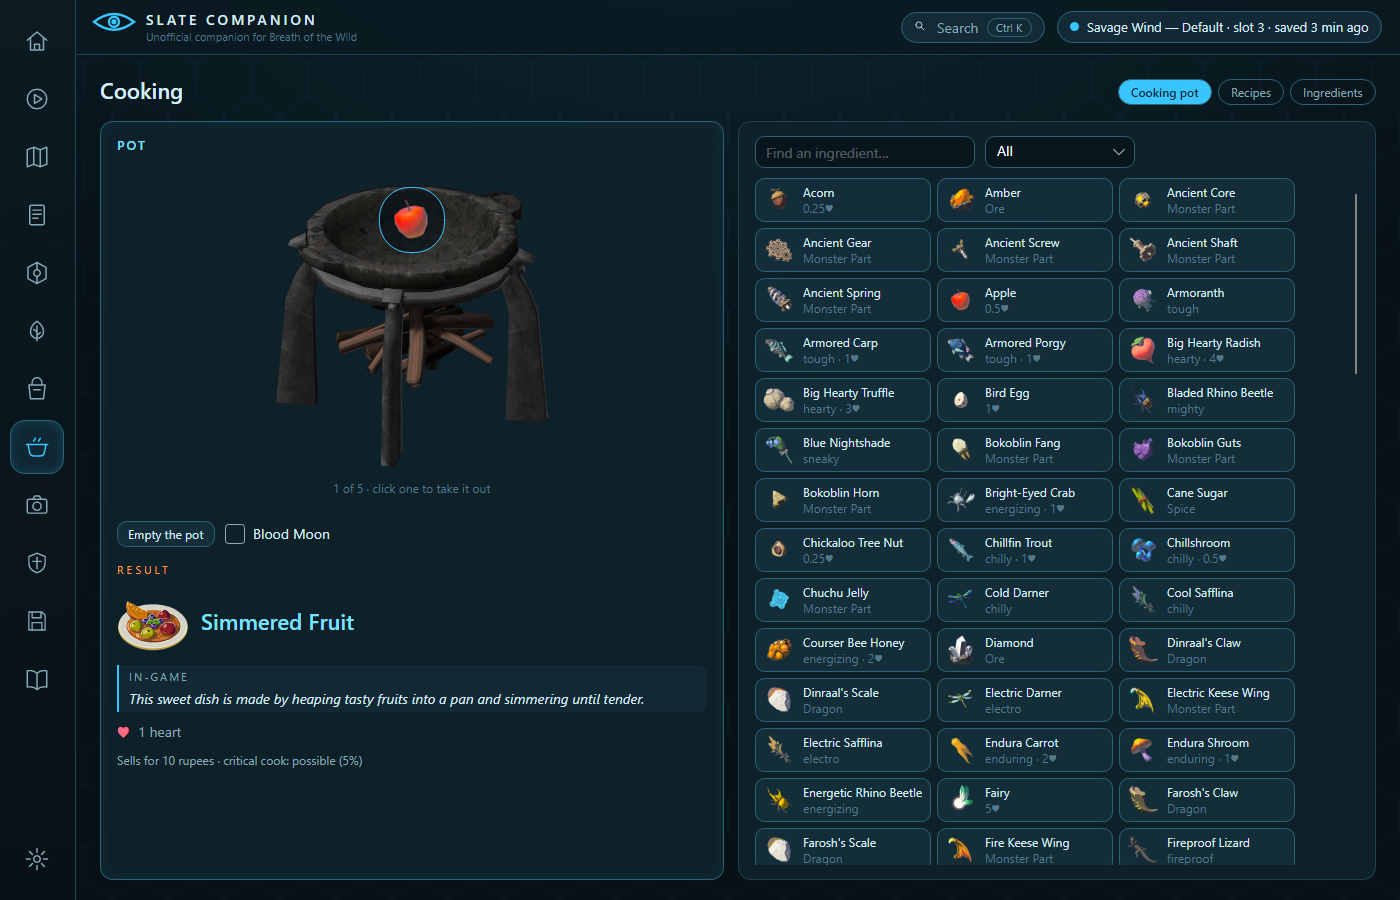 SLATE COMPANION
Unofficial companion for Breath of the Wild
Search Ctrl K
Savage Wind — Default · slot 3 · saved 3 min ago
Cooking
Cooking pot
Recipes
Ingredients
POT
1 of 5 · click one to take it out
Empty the pot
Blood Moon
RESULT
Simmered Fruit
IN-GAME
This sweet dish is made by heaping tasty fruits into a pan and simmering until tender.
♥ 1 heart
Sells for 10 rupees · critical cook: possible (5%)
Find an ingredient...
All
Acorn
0.25♥
Amber
Ore
Ancient Core
Monster Part
Ancient Gear
Monster Part
Ancient Screw
Monster Part
Ancient Shaft
Monster Part
Ancient Spring
Monster Part
Apple
0.5♥
Armoranth
tough
Armored Carp
tough · 1♥
Armored Porgy
tough · 1♥
Big Hearty Radish
hearty · 4♥
Big Hearty Truffle
hearty · 3♥
Bird Egg
1♥
Bladed Rhino Beetle
mighty
Blue Nightshade
sneaky
Bokoblin Fang
Monster Part
Bokoblin Guts
Monster Part
Bokoblin Horn
Monster Part
Bright-Eyed Crab
energizing · 1♥
Cane Sugar
Spice
Chickaloo Tree Nut
0.25♥
Chillfin Trout
chilly · 1♥
Chillshroom
chilly · 0.5♥
Chuchu Jelly
Monster Part
Cold Darner
chilly
Cool Safflina
chilly
Courser Bee Honey
energizing · 2♥
Diamond
Ore
Dinraal's Claw
Dragon
Dinraal's Scale
Dragon
Electric Darner
electro
Electric Keese Wing
Monster Part
Electric Safflina
electro
Endura Carrot
enduring · 2♥
Endura Shroom
enduring · 1♥
Energetic Rhino Beetle
energizing
Fairy
5♥
Farosh's Claw
Dragon
Farosh's Scale
Dragon
Fire Keese Wing
Monster Part
Fireproof Lizard
fireproof